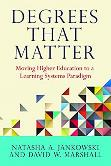 DEGREES THAT
MATTER
Moving Higher Education to a
Learning Systems Paradigm
NATASHA A. JANKOWSKI
AND DAVID W. MARSHALL